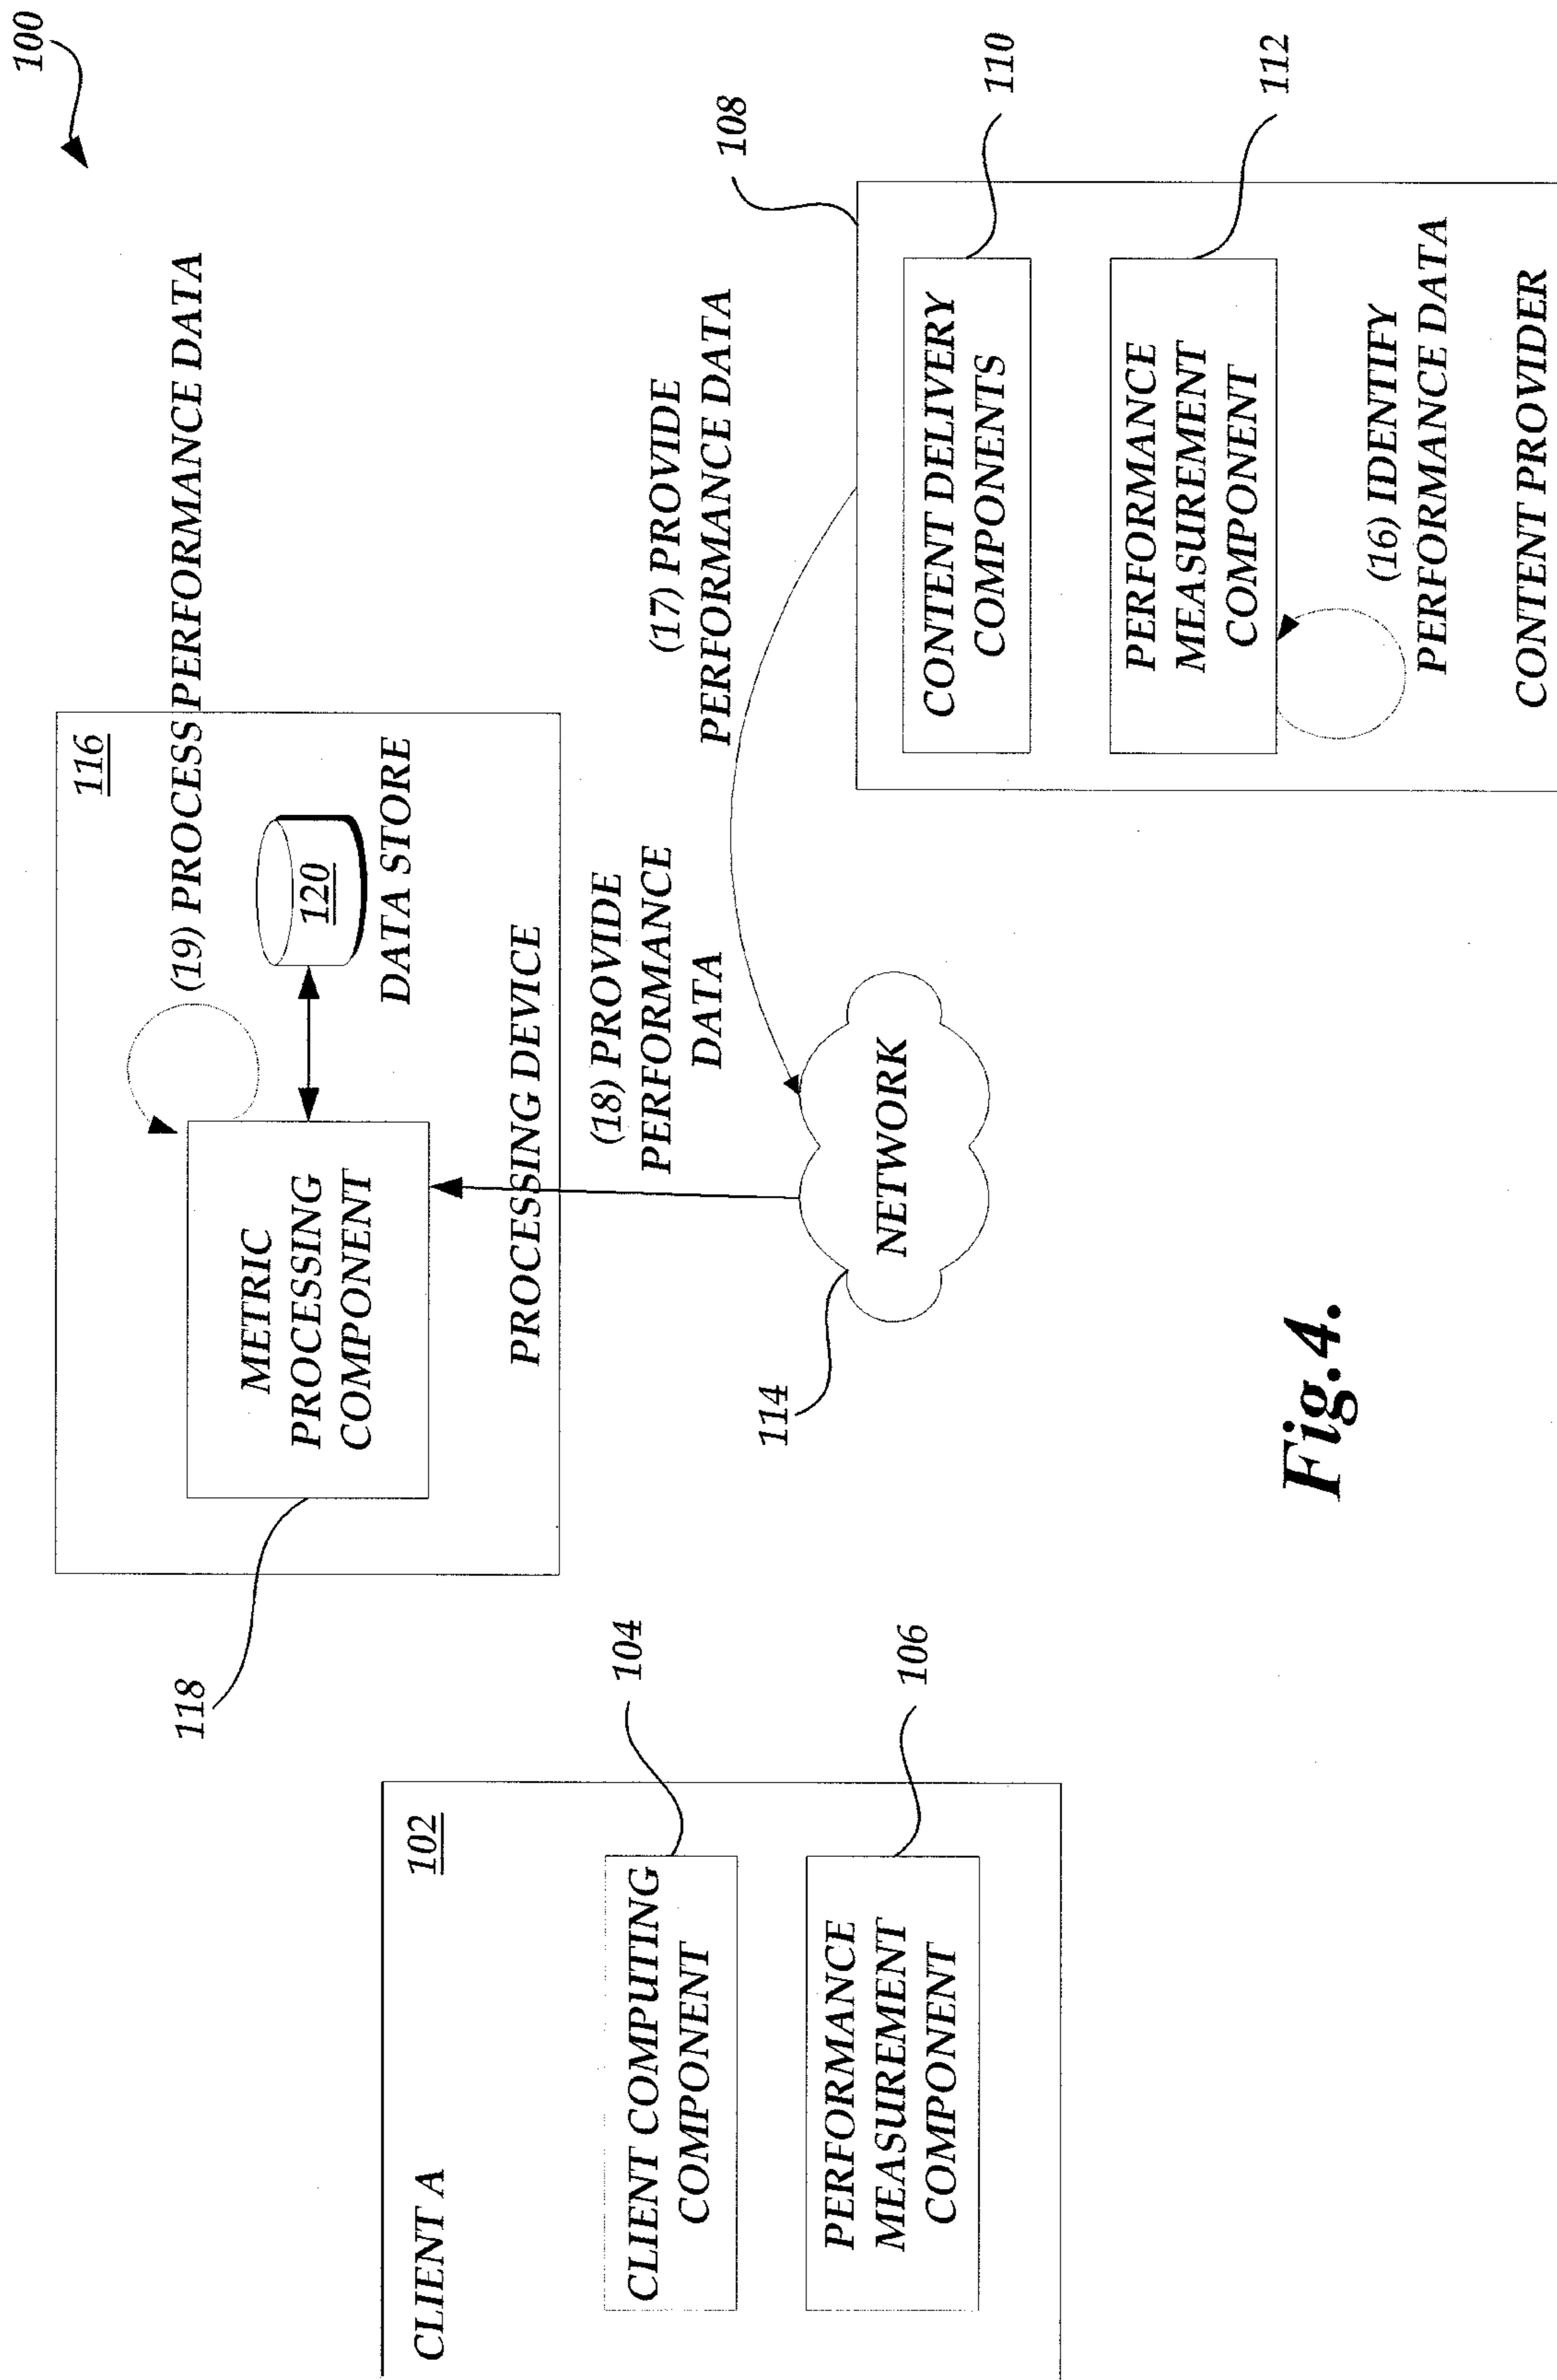 100
116
(19) PROCESS PERFORMANCE DATA
120
DATA STORE
METRIC
PROCESSING
COMPONENT
PROCESSING DEVICE
118
(18) PROVIDE
PERFORMANCE
DATA
(17) PROVIDE
PERFORMANCE DATA
NETWORK
114
CLIENT A
102
CLIENT COMPUTING
COMPONENT
104
PERFORMANCE
MEASUREMENT
COMPONENT
106
108
CONTENT DELIVERY
COMPONENTS
110
PERFORMANCE
MEASUREMENT
COMPONENT
112
(16) IDENTIFY
PERFORMANCE DATA
CONTENT PROVIDER
Fig.4.